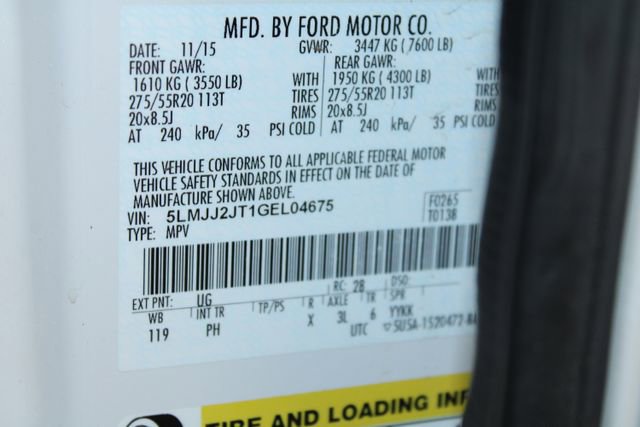 MFD. BY FORD MOTOR CO.
DATE: 11/15 GVWR: 3447 KG ( 7600 LB)
FRONT GAWR: REAR GAWR:
1610 KG ( 3550 LB) WITH 1950 KG ( 4300 LB) WITH
275/55R20 113T TIRES 275/55R20 113T TIRES
20x8.5J RIMS 20x8.5J RIMS
AT 240 kPa/ 35 PSI COLD AT 240 kPa/ 35 PSI COLD
THIS VEHICLE CONFORMS TO ALL APPLICABLE FEDERAL MOTOR
VEHICLE SAFETY STANDARDS IN EFFECT ON THE DATE OF
MANUFACTURE SHOWN ABOVE.
VIN: 5LMJJ2JT1GEL04675 F0265
TYPE: MPV T0138
RC: 28 DSO:
EXT PNT: UG
WB INT TR TP/PS R AXLE TR SPR
119 PH X 3L 6 YYKK
UTC
TIRE AND LOADING INF